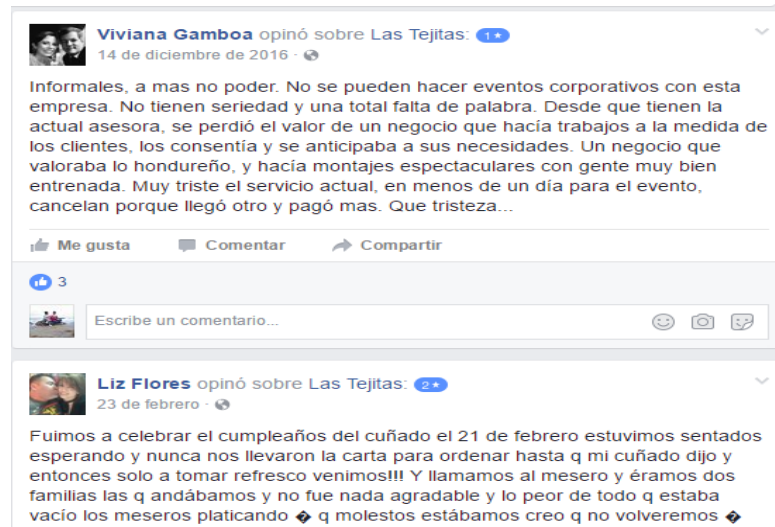 Viviana Gamboa opinó sobre Las Tejitas: 1★
14 de diciembre de 2016 ·
Informales, a mas no poder. No se pueden hacer eventos corporativos con esta
empresa. No tienen seriedad y una total falta de palabra. Desde que tienen la
actual asesora, se perdió el valor de un negocio que hacía trabajos a la medida de
los clientes, los consentía y se anticipaba a sus necesidades. Un negocio que
valoraba lo hondureño, y hacía montajes espectaculares con gente muy bien
entrenada. Muy triste el servicio actual, en menos de un día para el evento,
cancelan porque llegó otro y pagó mas. Que tristeza...
Me gusta Comentar Compartir
3
Escribe un comentario...
Liz Flores opinó sobre Las Tejitas: 2★
23 de febrero ·
Fuimos a celebrar el cumpleaños del cuñado el 21 de febrero estuvimos sentados
esperando y nunca nos llevaron la carta para ordenar hasta q mi cuñado dijo y
entonces solo a tomar refresco venimos!!! Y llamamos al mesero y éramos dos
familias las q andábamos y no fue nada agradable y lo peor de todo q estaba
vacío los meseros platicando � q molestos estábamos creo q no volveremos �